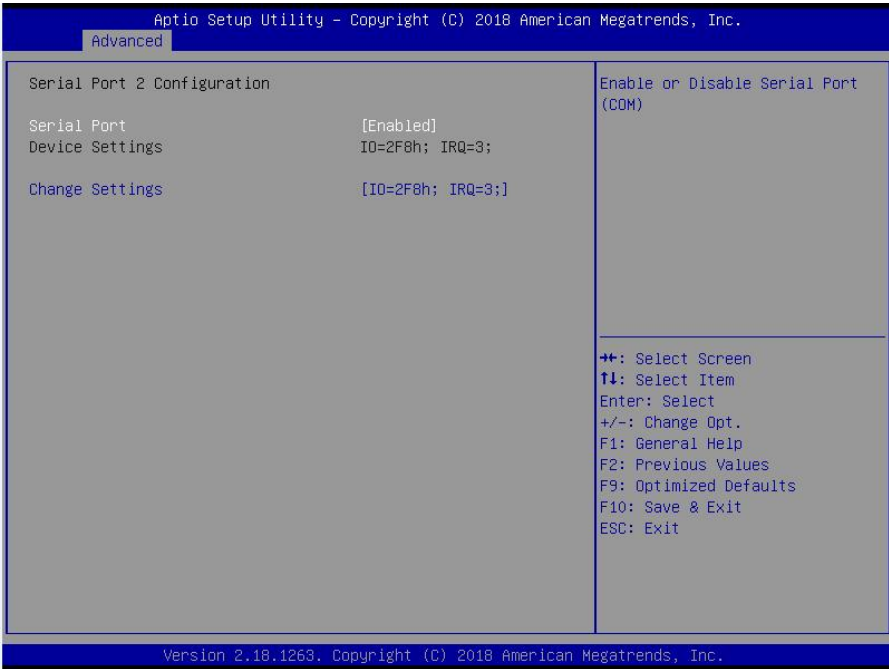 Aptio Setup Utility – Copyright (C) 2018 American Megatrends, Inc.
Advanced
Serial Port 2 Configuration
Serial Port [Enabled]
Device Settings IO=2F8h; IRQ=3;
Change Settings [IO=2F8h; IRQ=3;]
Enable or Disable Serial Port
(COM)
→←: Select Screen
↑↓: Select Item
Enter: Select
+/-: Change Opt.
F1: General Help
F2: Previous Values
F9: Optimized Defaults
F10: Save & Exit
ESC: Exit
Version 2.18.1263. Copyright (C) 2018 American Megatrends, Inc.